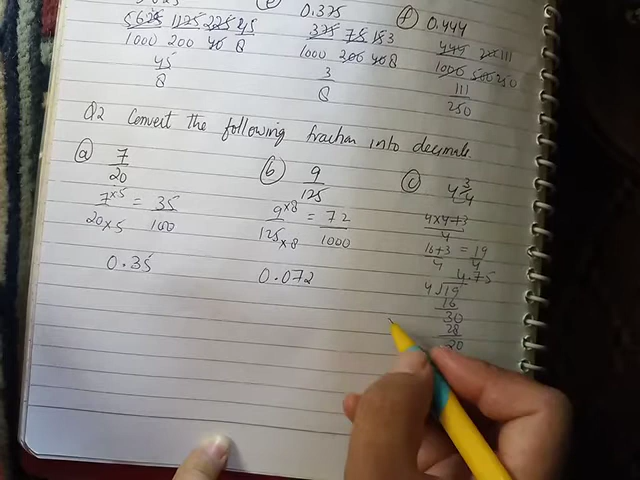 0.375
(f) 0.444
5625 1125 225 45
1000 200 40 8
375 75 15 3
1000 200 40 8
444 222 111
1000 500 250
45
8
3
8
111
250
Q2 Convert the following fraction into decimals.
(a) 7
20
7×5 = 35
20×5 100
0.35
(b) 9
125
9×8 = 72
125×8 1000
0.072
(c) 4 3/4
4×4+3
4
16+3 = 19
4 4
4.75
4√19
16
30
28
20